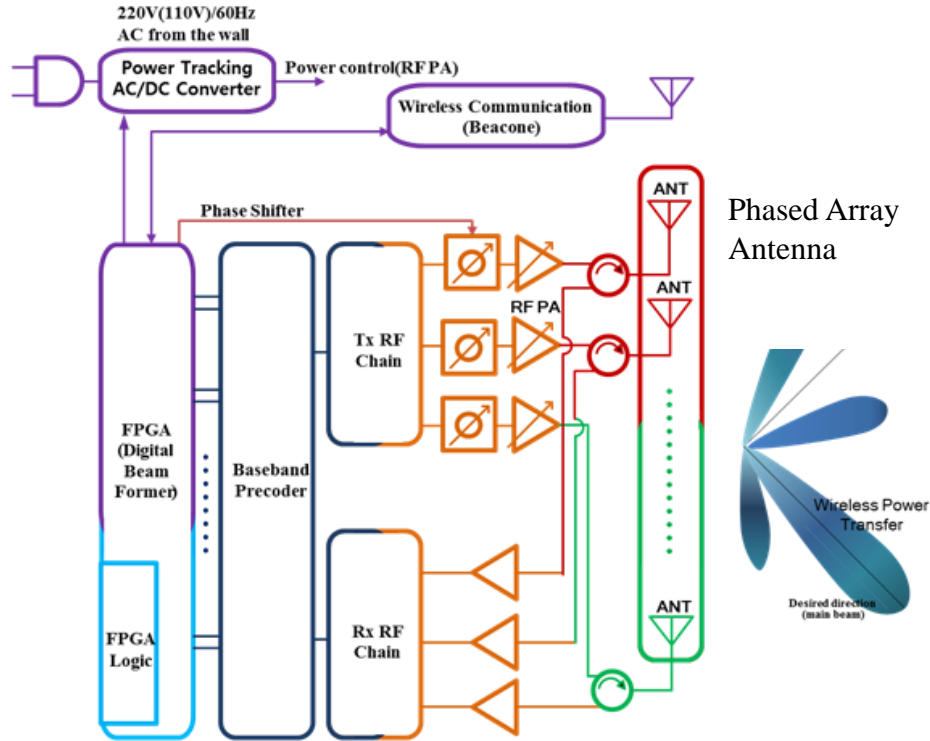 220V(110V)/60Hz
AC from the wall
Power Tracking
AC/DC Converter
Power control(RF PA)
Wireless Communication
(Beacone)
Phase Shifter
ANT
Phased Array
Antenna
ANT
RF PA
Tx RF
Chain
FPGA
(Digital
Beam
Former)
Baseband
Precoder
Wireless Power
Transfer
Desired direction
(main beam)
ANT
FPGA
Logic
Rx RF
Chain